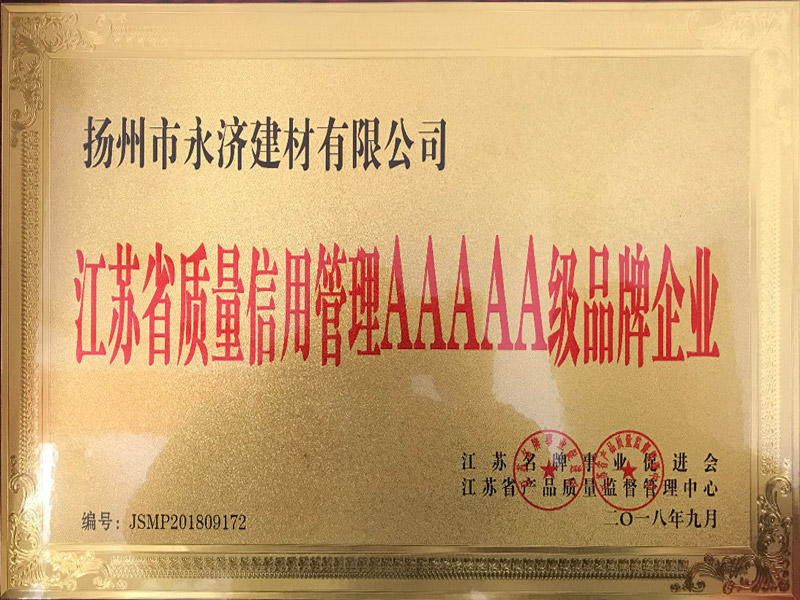 扬州市永济建材有限公司
江苏省质量信用管理AAAAA级品牌企业
江苏名牌事业促进会
江苏省产品质量监督管理中心
编号：JSMP201809172
二〇一八年九月